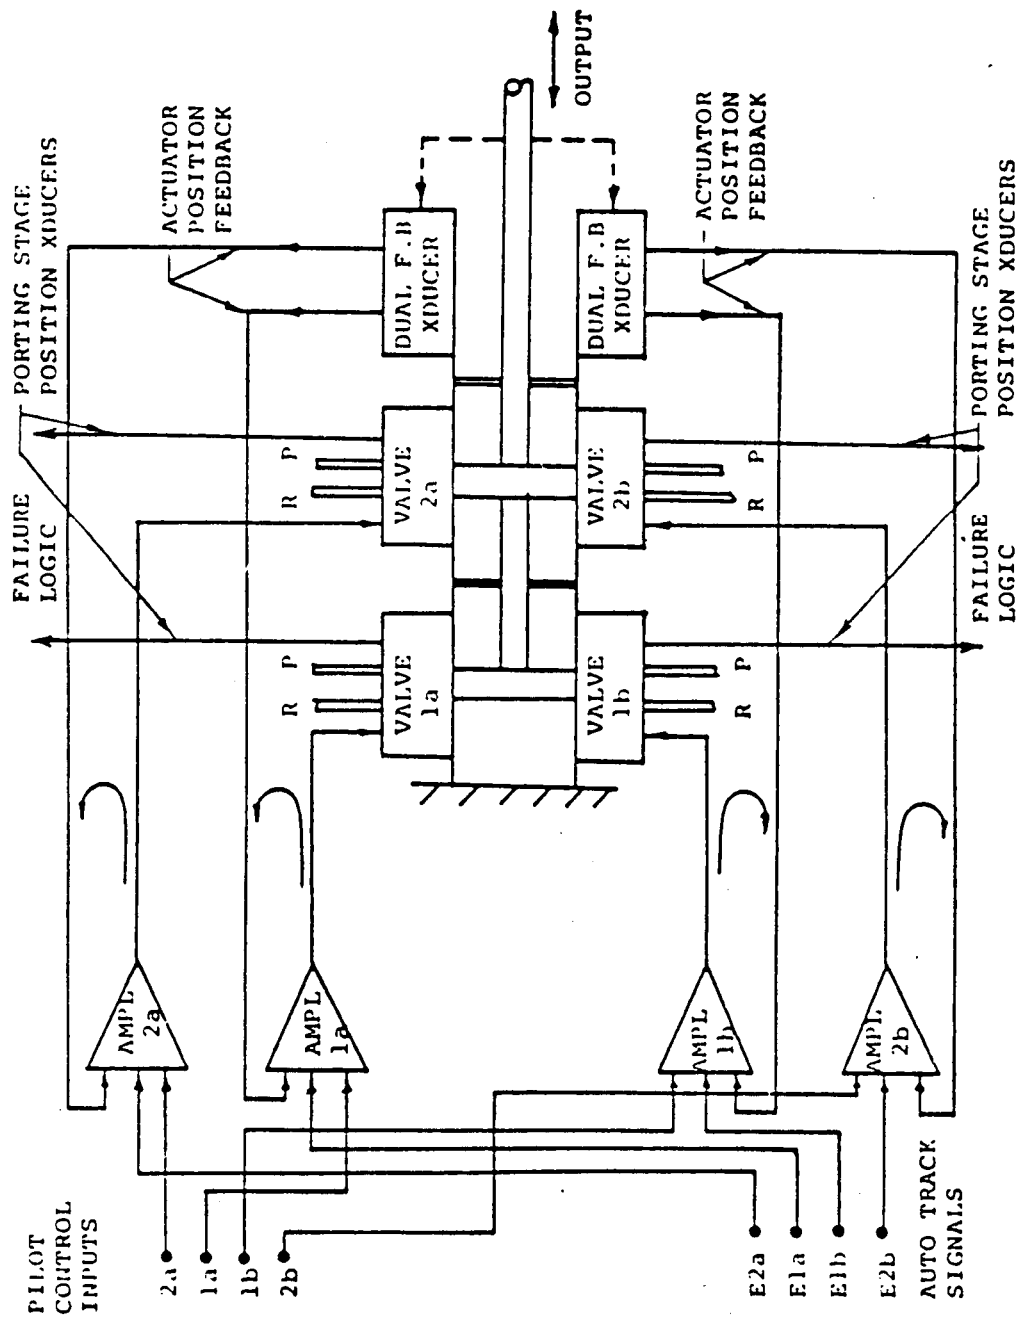 PILOT
CONTROL
INPUTS
2a
1a
1b
2b
E2a
E1a
E1b
E2b
AUTO TRACK
SIGNALS
AMPL
2a
AMPL
1a
AMPL
1b
AMPL
2b
FAILURE
LOGIC
PORTING STAGE
POSITION XDUCERS
ACTUATOR
POSITION
FEEDBACK
R
P
R
P
VALVE
1a
VALVE
2a
DUAL F.B
XDUCER
OUTPUT
VALVE
1b
VALVE
2b
DUAL F.B
XDUCER
R
P
R
P
ACTUATOR
POSITION
FEEDBACK
FAILURE
LOGIC
PORTING STAGE
POSITION XDUCERS